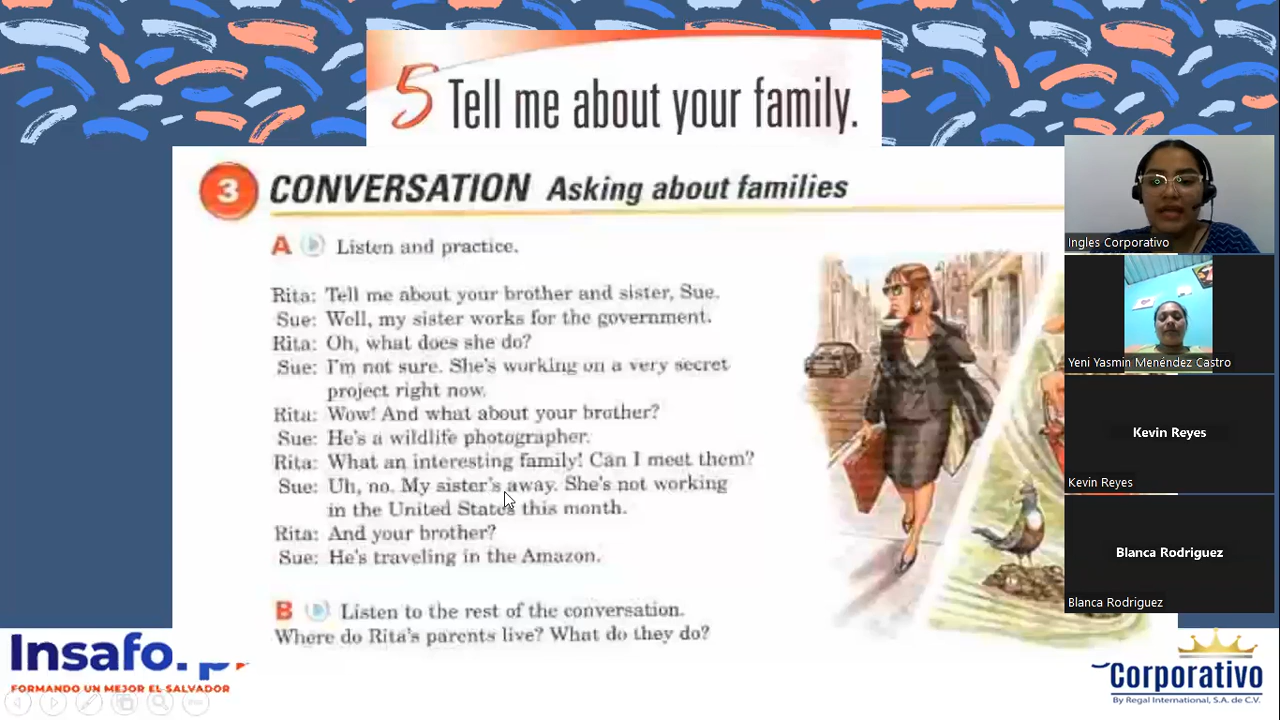 5 Tell me about your family.
3 CONVERSATION Asking about families
A Listen and practice.
Rita: Tell me about your brother and sister, Sue.
Sue: Well, my sister works for the government.
Rita: Oh, what does she do?
Sue: I'm not sure. She's working on a very secret
project right now.
Rita: Wow! And what about your brother?
Sue: He's a wildlife photographer.
Rita: What an interesting family! Can I meet them?
Sue: Uh, no. My sister's away. She's not working
in the United States this month.
Rita: And your brother?
Sue: He's traveling in the Amazon.
B Listen to the rest of the conversation.
Where do Rita's parents live? What do they do?
Ingles Corporativo
Yeni Yasmin Menéndez Castro
Kevin Reyes
Kevin Reyes
Blanca Rodriguez
Blanca Rodriguez
FORMANDO UN MEJOR EL SALVADOR
Corporativo
By Regal International, S.A. de C.V.